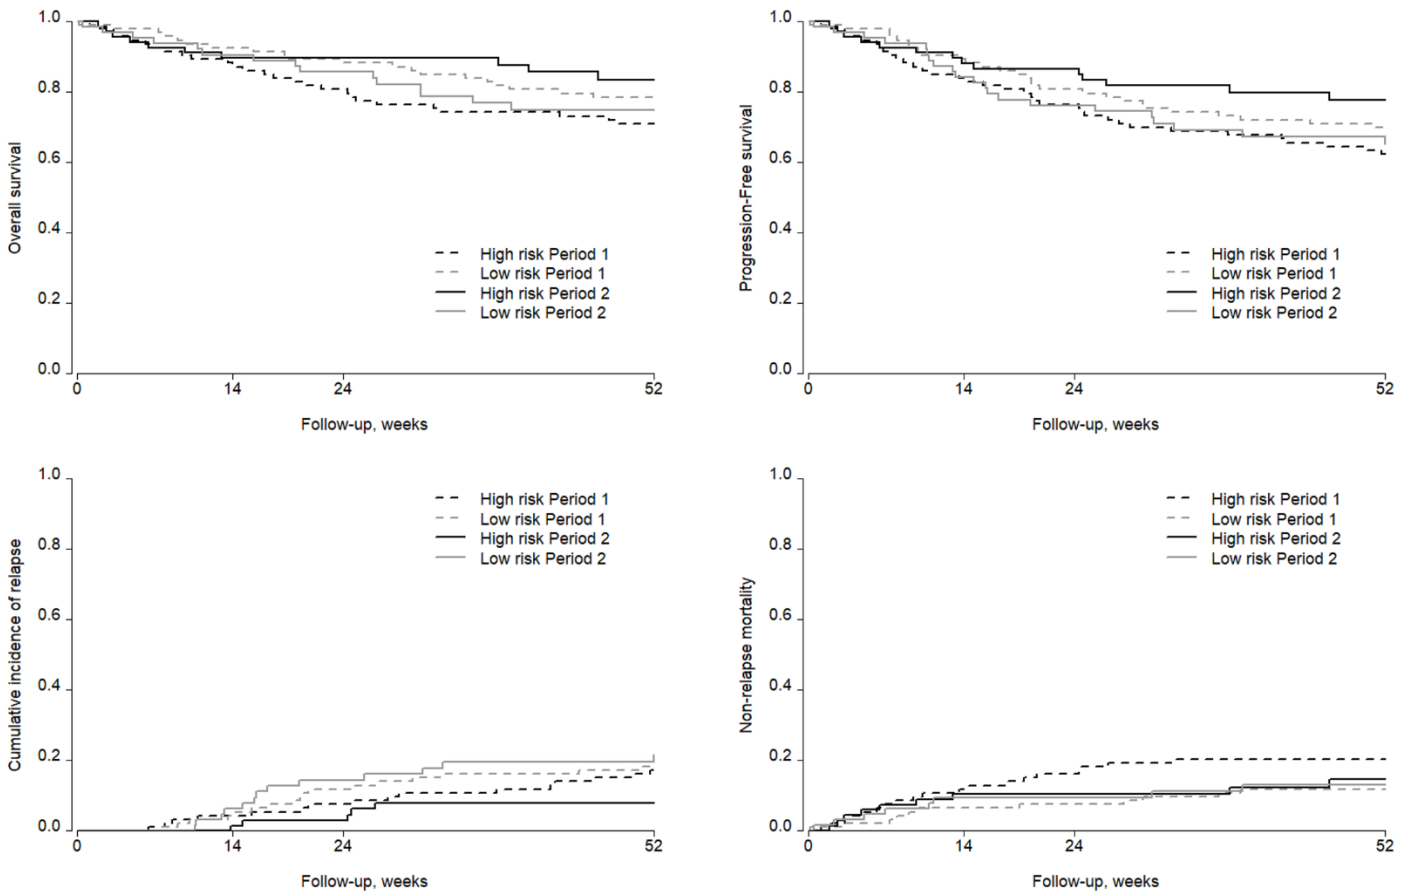 Overall survival
1.0
0.8
0.6
0.4
0.2
0.0
High risk Period 1
Low risk Period 1
High risk Period 2
Low risk Period 2
0 14 24 52
Follow-up, weeks
Progression-Free survival
1.0
0.8
0.6
0.4
0.2
0.0
High risk Period 1
Low risk Period 1
High risk Period 2
Low risk Period 2
0 14 24 52
Follow-up, weeks
Cumulative incidence of relapse
1.0
0.8
0.6
0.4
0.2
0.0
High risk Period 1
Low risk Period 1
High risk Period 2
Low risk Period 2
0 14 24 52
Follow-up, weeks
Non-relapse mortality
1.0
0.8
0.6
0.4
0.2
0.0
High risk Period 1
Low risk Period 1
High risk Period 2
Low risk Period 2
0 14 24 52
Follow-up, weeks